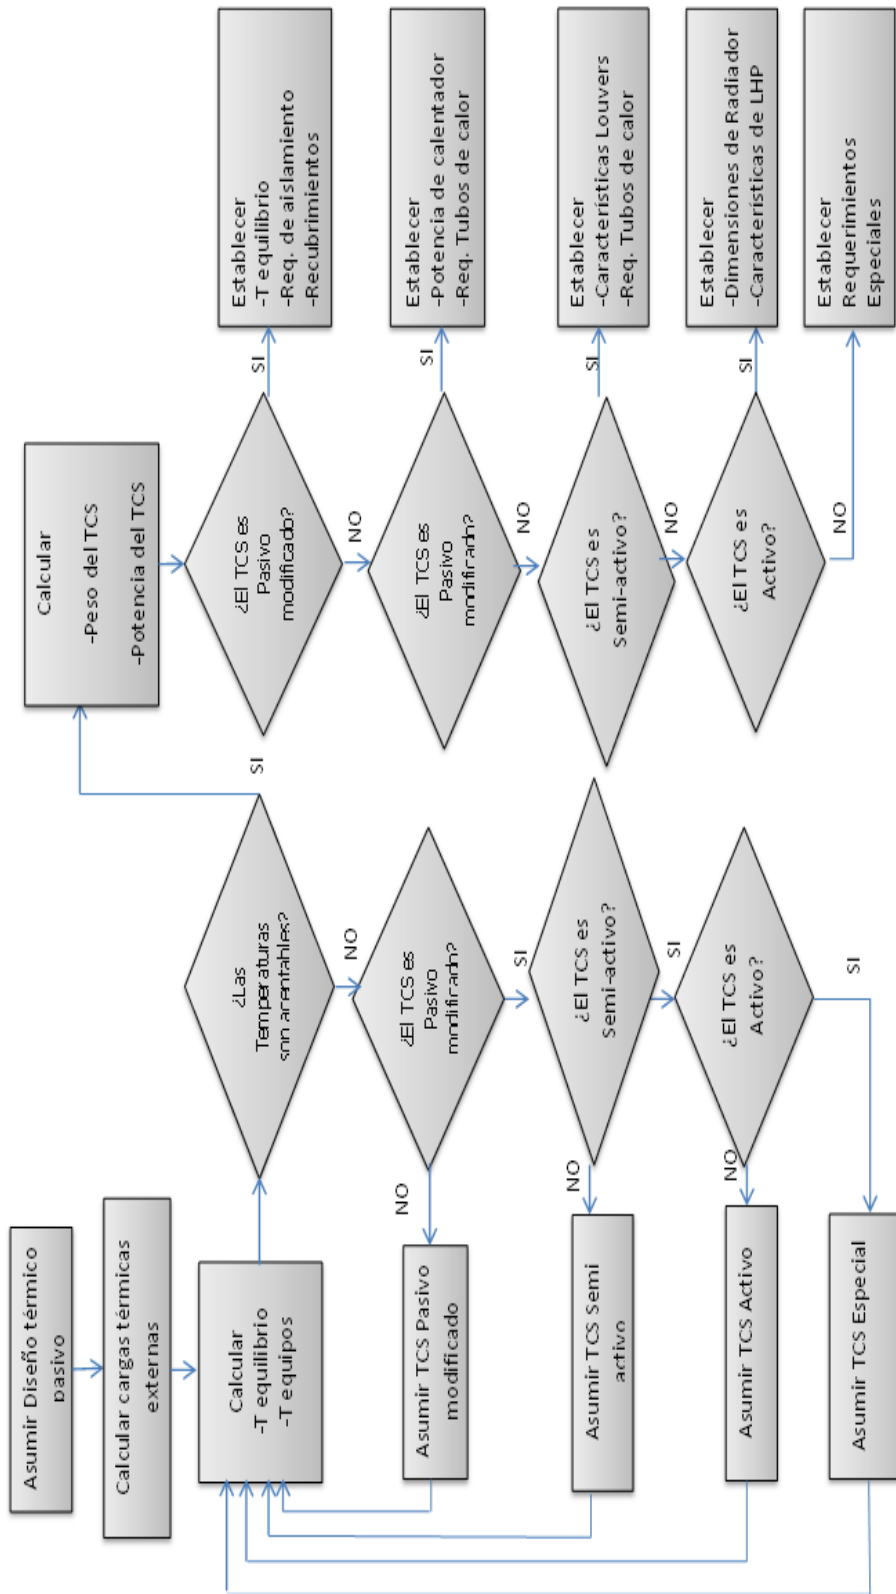 Asumir Diseño térmico
pasivo
Calcular cargas térmicas
externas
Calcular
-T equilibrio
-T equipos
¿Las
Temperaturas
son aceptables?
SI
NO
Calcular
-Peso del TCS
-Potencia del TCS
¿El TCS es
Pasivo
modificado?
NO
SI
Asumir TCS Pasivo
modificado
¿El TCS es
Semi-activo?
NO
SI
Asumir TCS Semi
activo
¿El TCS es
Activo?
NO
SI
Asumir TCS Activo
Asumir TCS Especial
¿El TCS es
Pasivo
modificado?
SI
NO
Establecer
-T equilibrio
-Req. de aislamiento
-Recubrimientos
¿El TCS es
Pasivo
modificado?
SI
NO
Establecer
-Potencia de calentador
-Req. Tubos de calor
¿El TCS es
Semi-activo?
SI
NO
Establecer
-Características Louvers
-Req. Tubos de calor
¿El TCS es
Activo?
SI
NO
Establecer
-Dimensiones de Radiador
-Características de LHP
Establecer
Requerimientos
Especiales